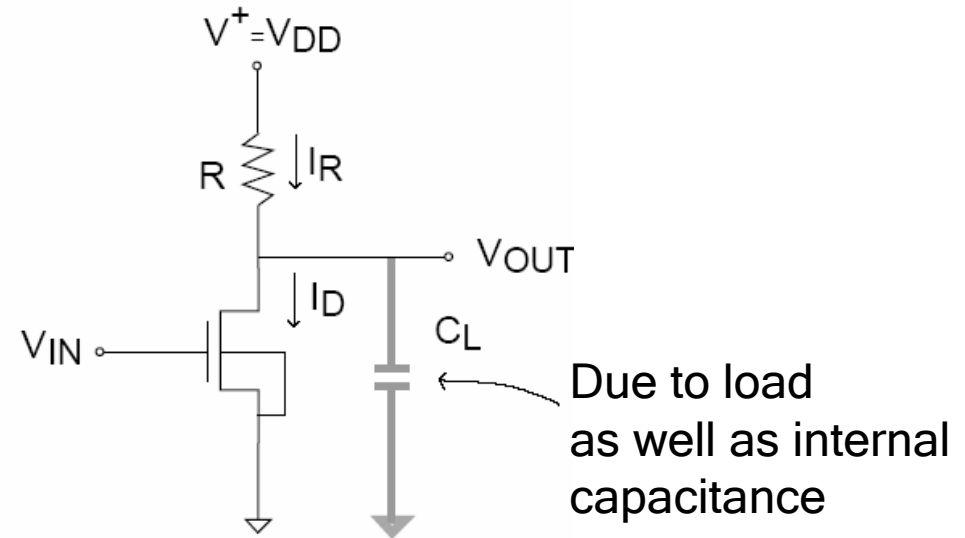 V+=VDD
R
IR
VOUT
ID
VIN
CL
Due to load
as well as internal
capacitance